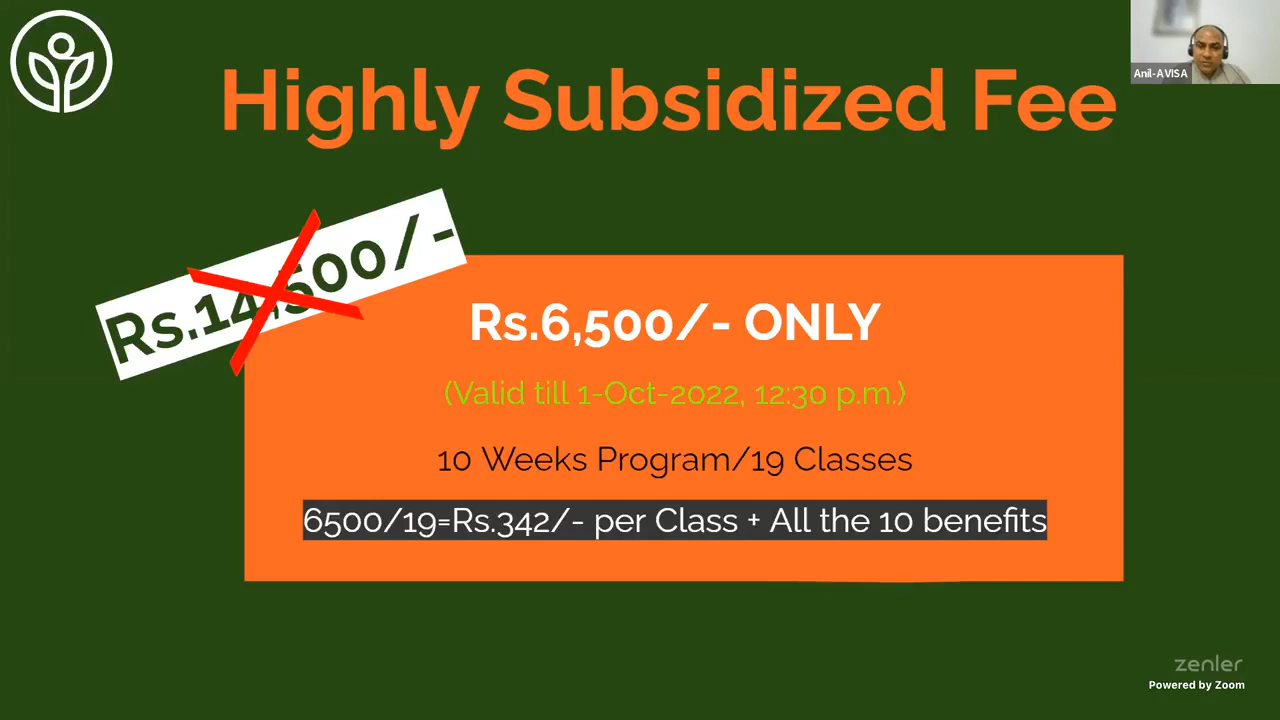 Anil-AVISA
Highly Subsidized Fee
Rs.14,500/-
Rs.6,500/- ONLY
(Valid till 1-Oct-2022, 12:30 p.m.)
10 Weeks Program/19 Classes
6500/19=Rs.342/- per Class + All the 10 benefits
zenler
Powered by Zoom